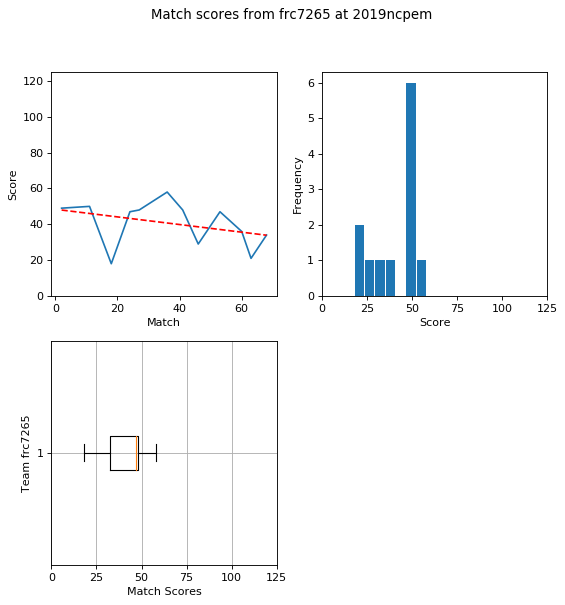 Match scores from frc7265 at 2019ncpem
120
100
80
60
40
20
0
Score
0 20 40 60
Match
6
5
4
3
2
1
0
Frequency
0 25 50 75 100 125
Score
Team frc7265
1
0 25 50 75 100 125
Match Scores